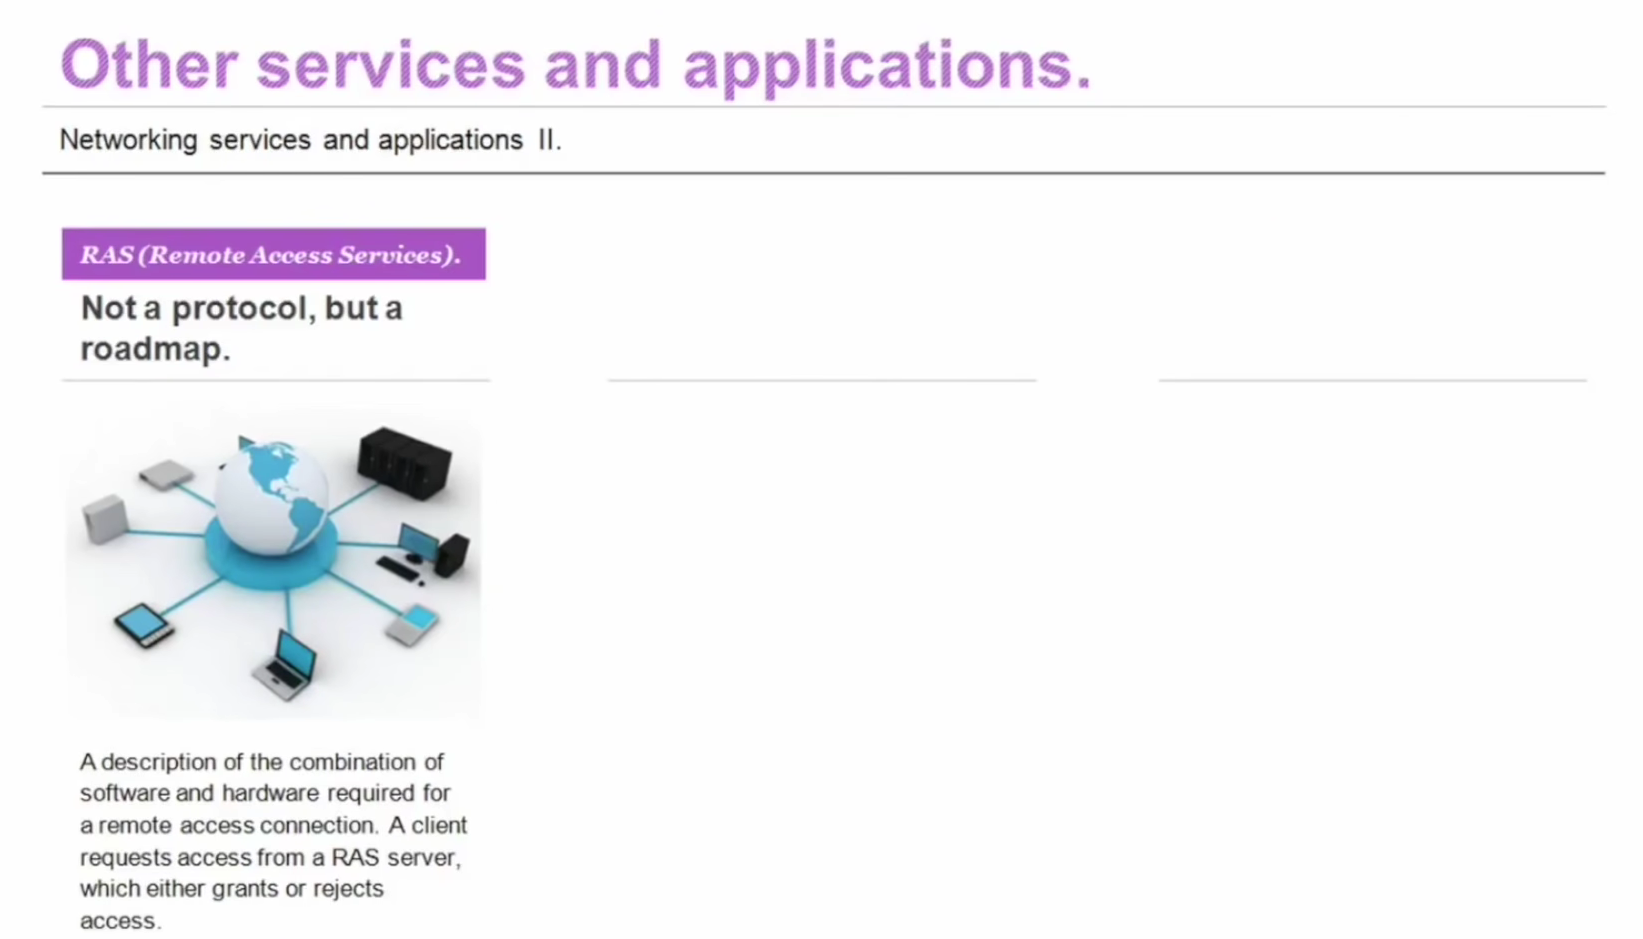 Other services and applications.
Networking services and applications II.
RAS (Remote Access Services).
Not a protocol, but a
roadmap.
A description of the combination of
software and hardware required for
a remote access connection. A client
requests access from a RAS server,
which either grants or rejects
access.